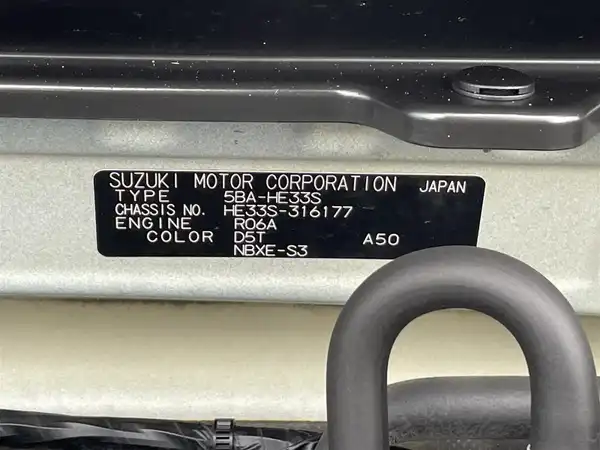 SUZUKI MOTOR CORPORATION JAPAN
TYPE 5BA-HE33S
CHASSIS NO. HE33S-316177
ENGINE R06A
COLOR D5T A50
NBXE-S3